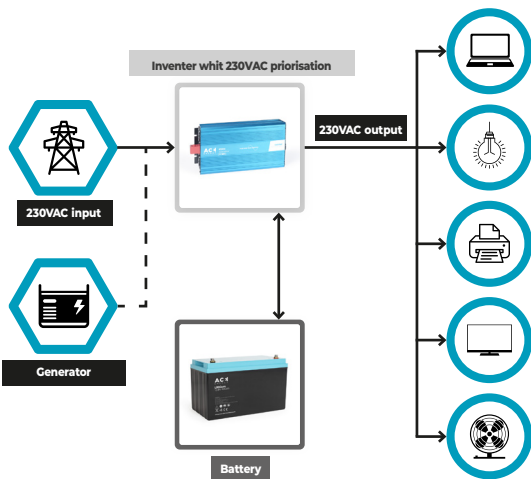 Inventer whit 230VAC priorisation
230VAC output
230VAC input
Generator
Battery